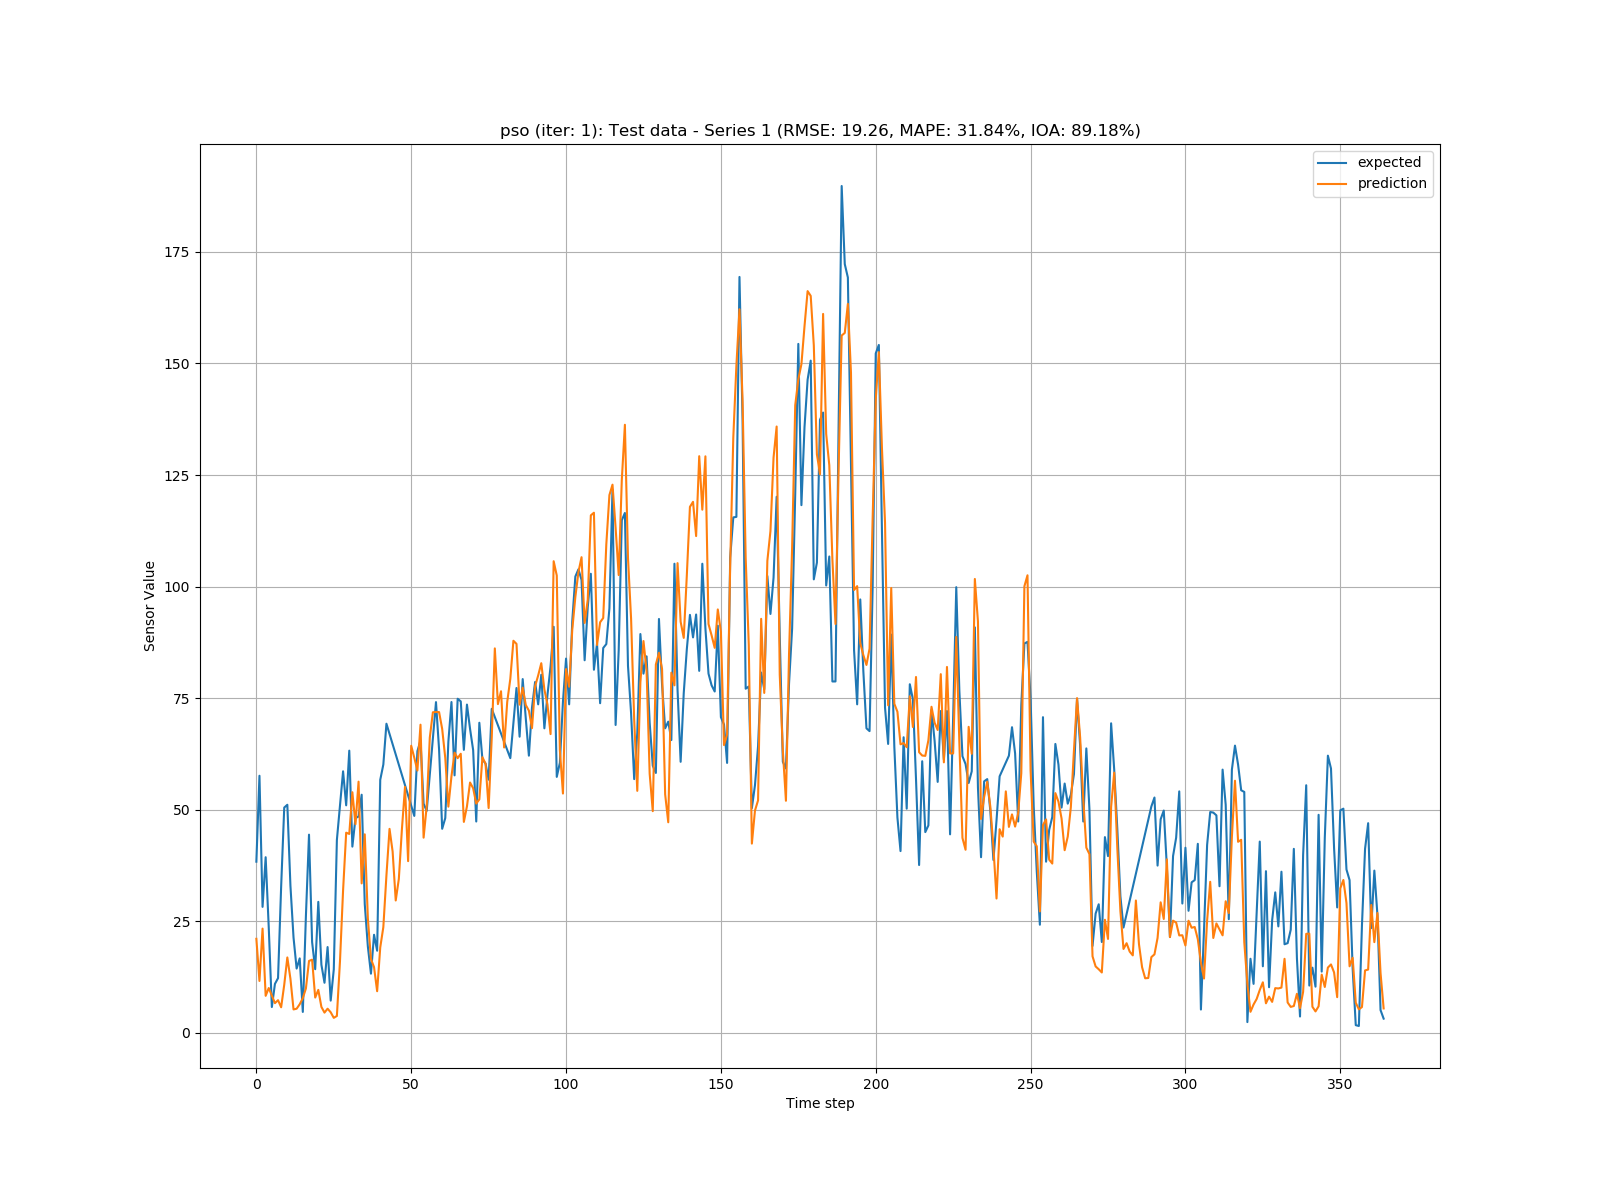 pso (iter: 1): Test data - Series 1 (RMSE: 19.26, MAPE: 31.84%, IOA: 89.18%)
expected
prediction
175
150
125
100
75
50
25
0
Sensor Value
0 50 100 150 200 250 300 350
Time step